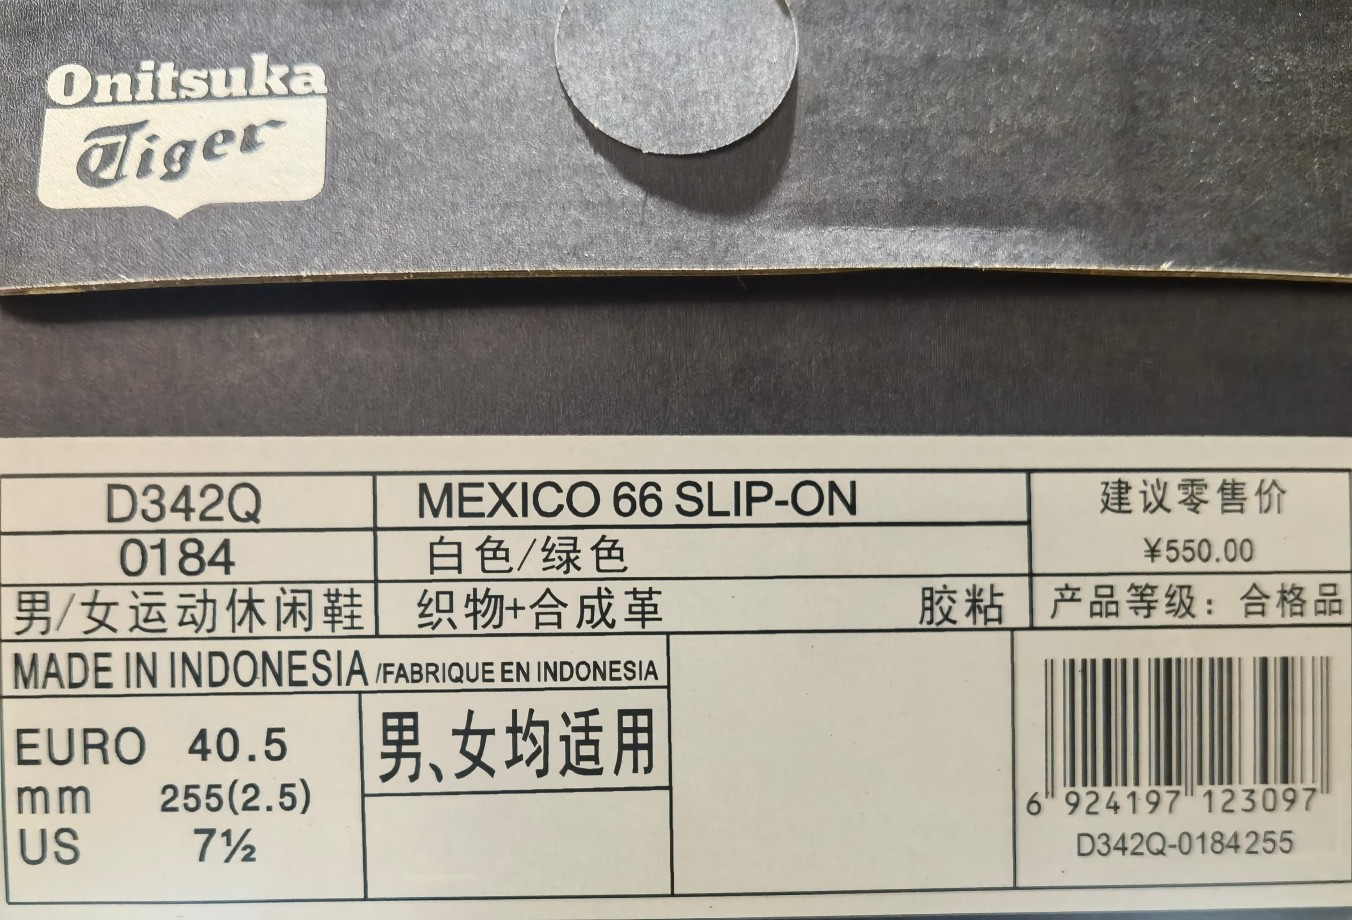 Onitsuka
Tiger
D342Q
MEXICO 66 SLIP-ON
建议零售价
¥550.00
0184
白色/绿色
男/女运动休闲鞋
织物+合成革
胶粘
产品等级：合格品
MADE IN INDONESIA /FABRIQUE EN INDONESIA
EURO 40.5
mm 255(2.5)
US 7½
男、女均适用
6 924197 123097
D342Q-0184255